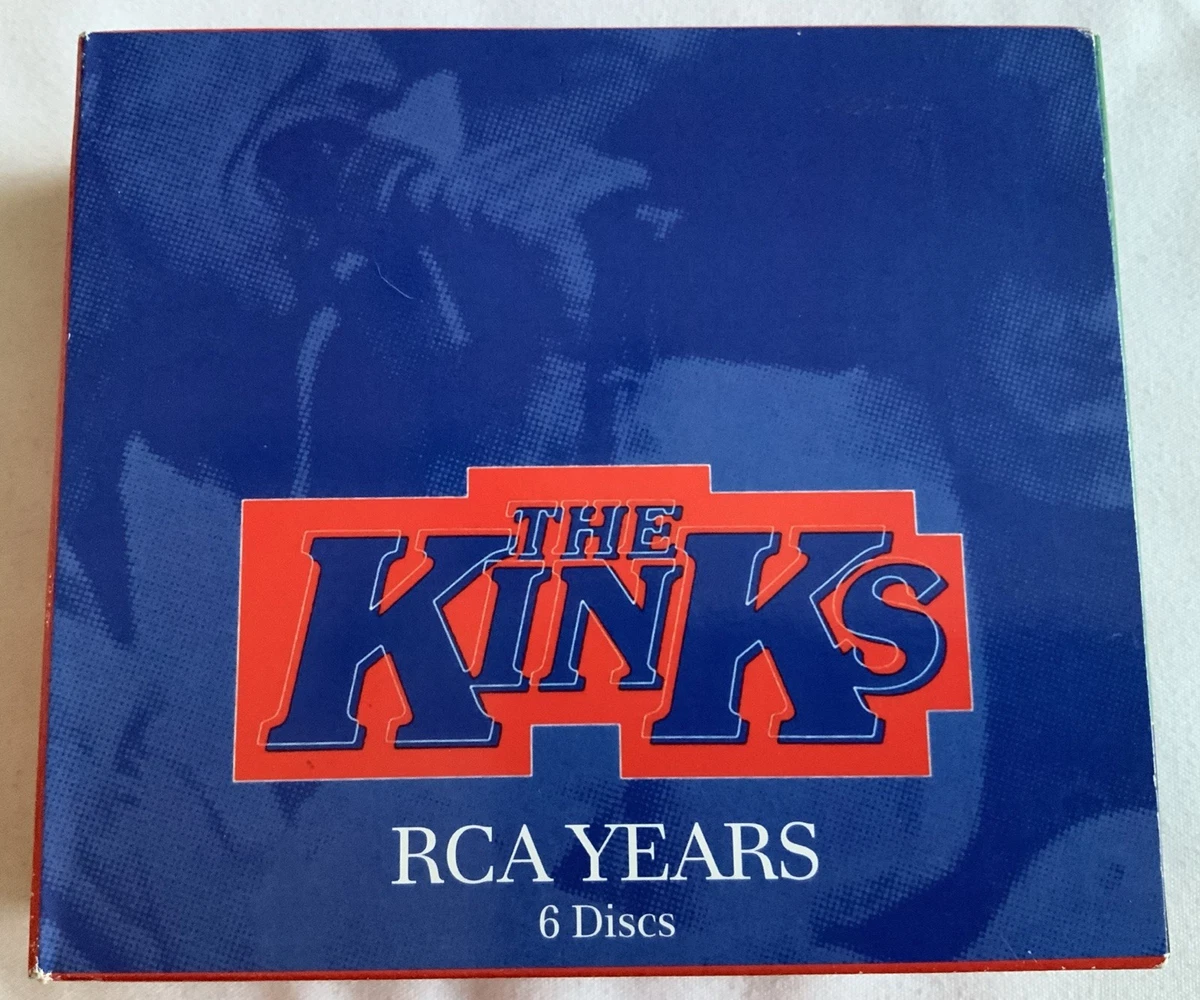 THE
KINKS
RCA YEARS
6 Discs